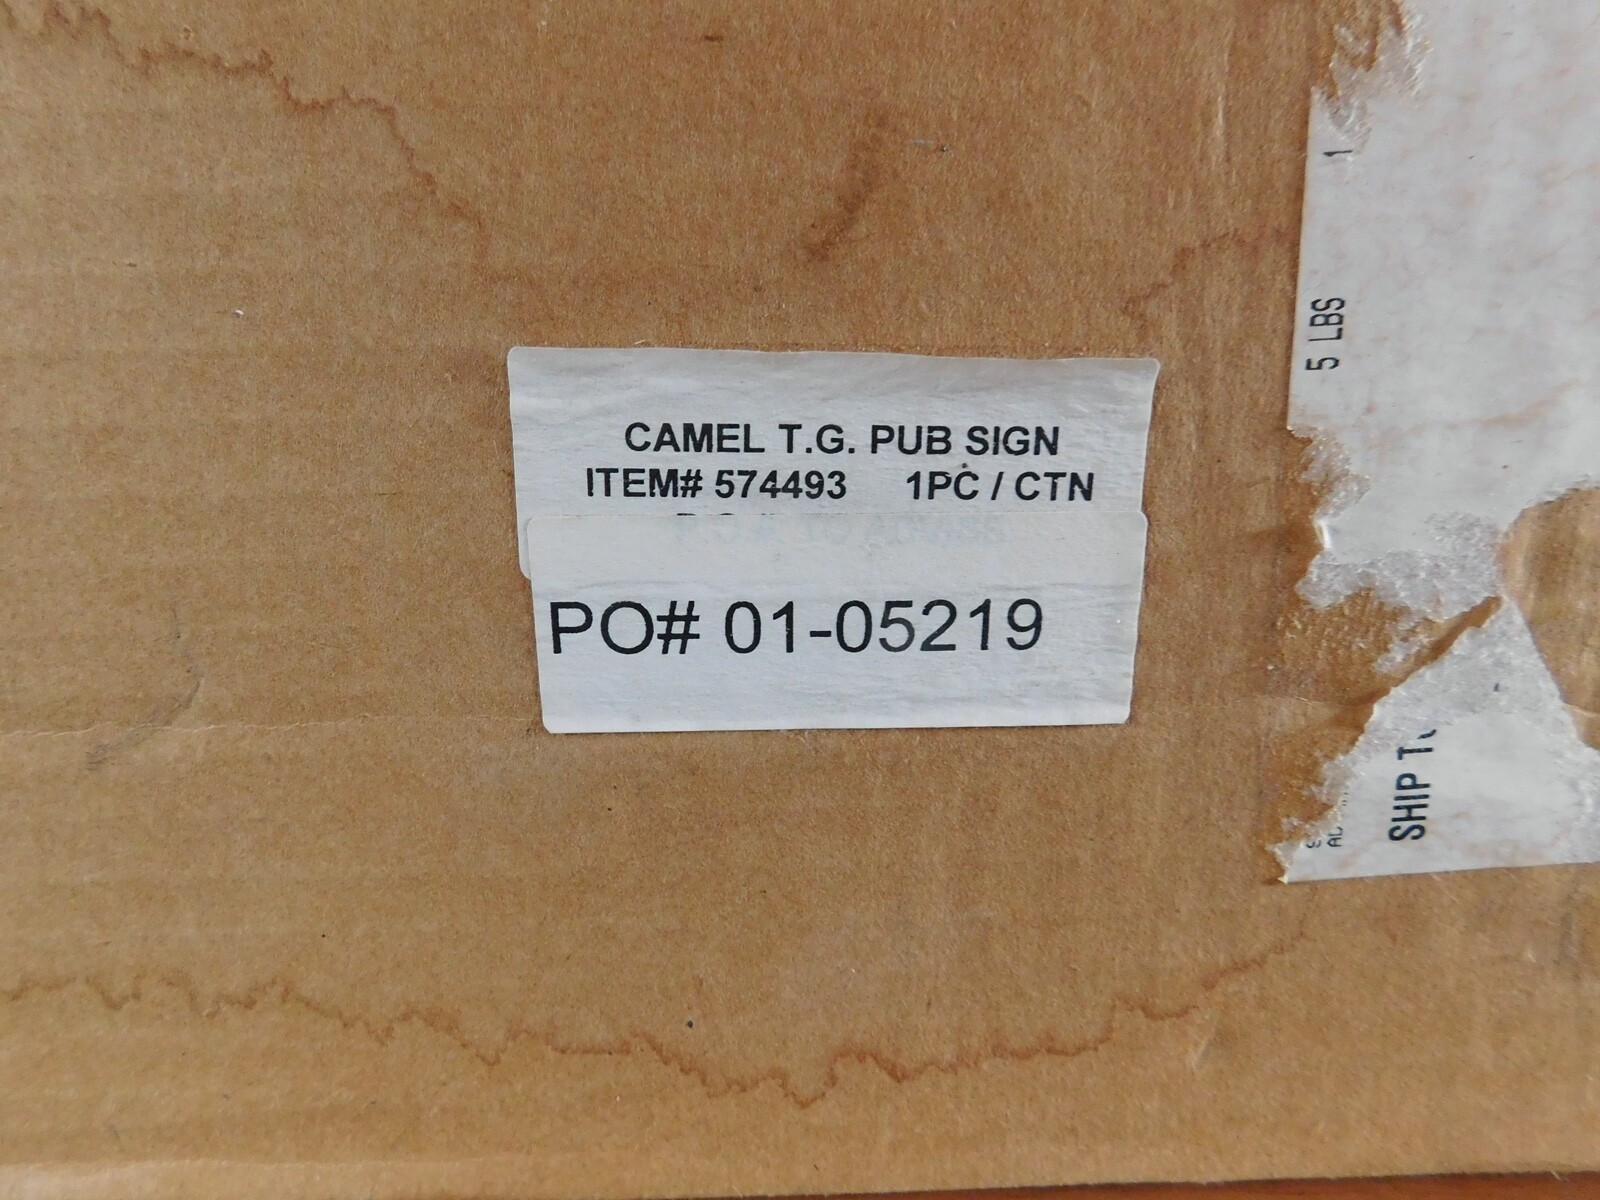 CAMEL T.G. PUB SIGN
ITEM# 574493 1PC / CTN
PO# 01-05219
5 LBS 1
SHIP